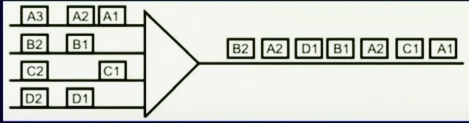 A3 A2 A1
B2 B1
C2 C1
D2 D1
B2 A2 D1 B1 A2 C1 A1